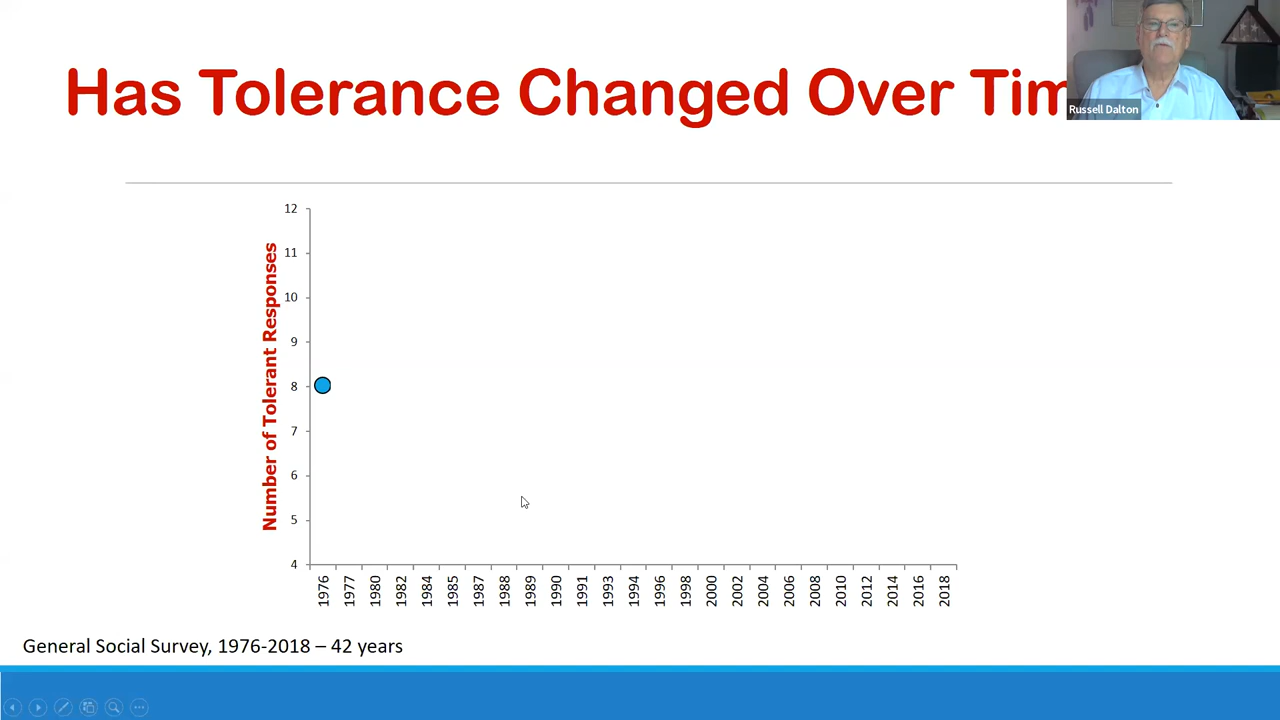 Has Tolerance Changed Over Tim
Russell Dalton
Number of Tolerant Responses
12
11
10
9
8
7
6
5
4
1976 1977 1980 1982 1984 1985 1987 1988 1989 1990 1991 1993 1994 1996 1998 2000 2002 2004 2006 2008 2010 2012 2014 2016 2018
General Social Survey, 1976-2018 – 42 years